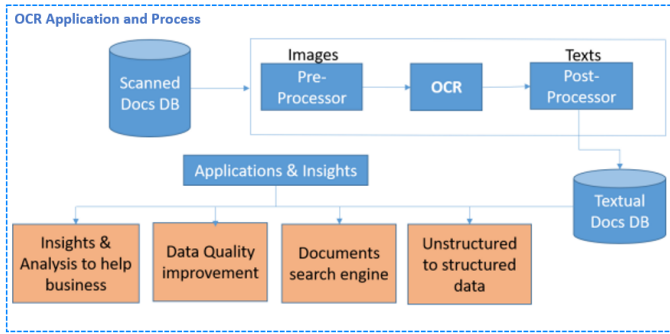 OCR Application and Process
Images
Texts
Scanned
Docs DB
Pre-
Processor
OCR
Post-
Processor
Applications & Insights
Textual
Docs DB
Insights &
Analysis to help
business
Data Quality
improvement
Documents
search engine
Unstructured
to structured
data